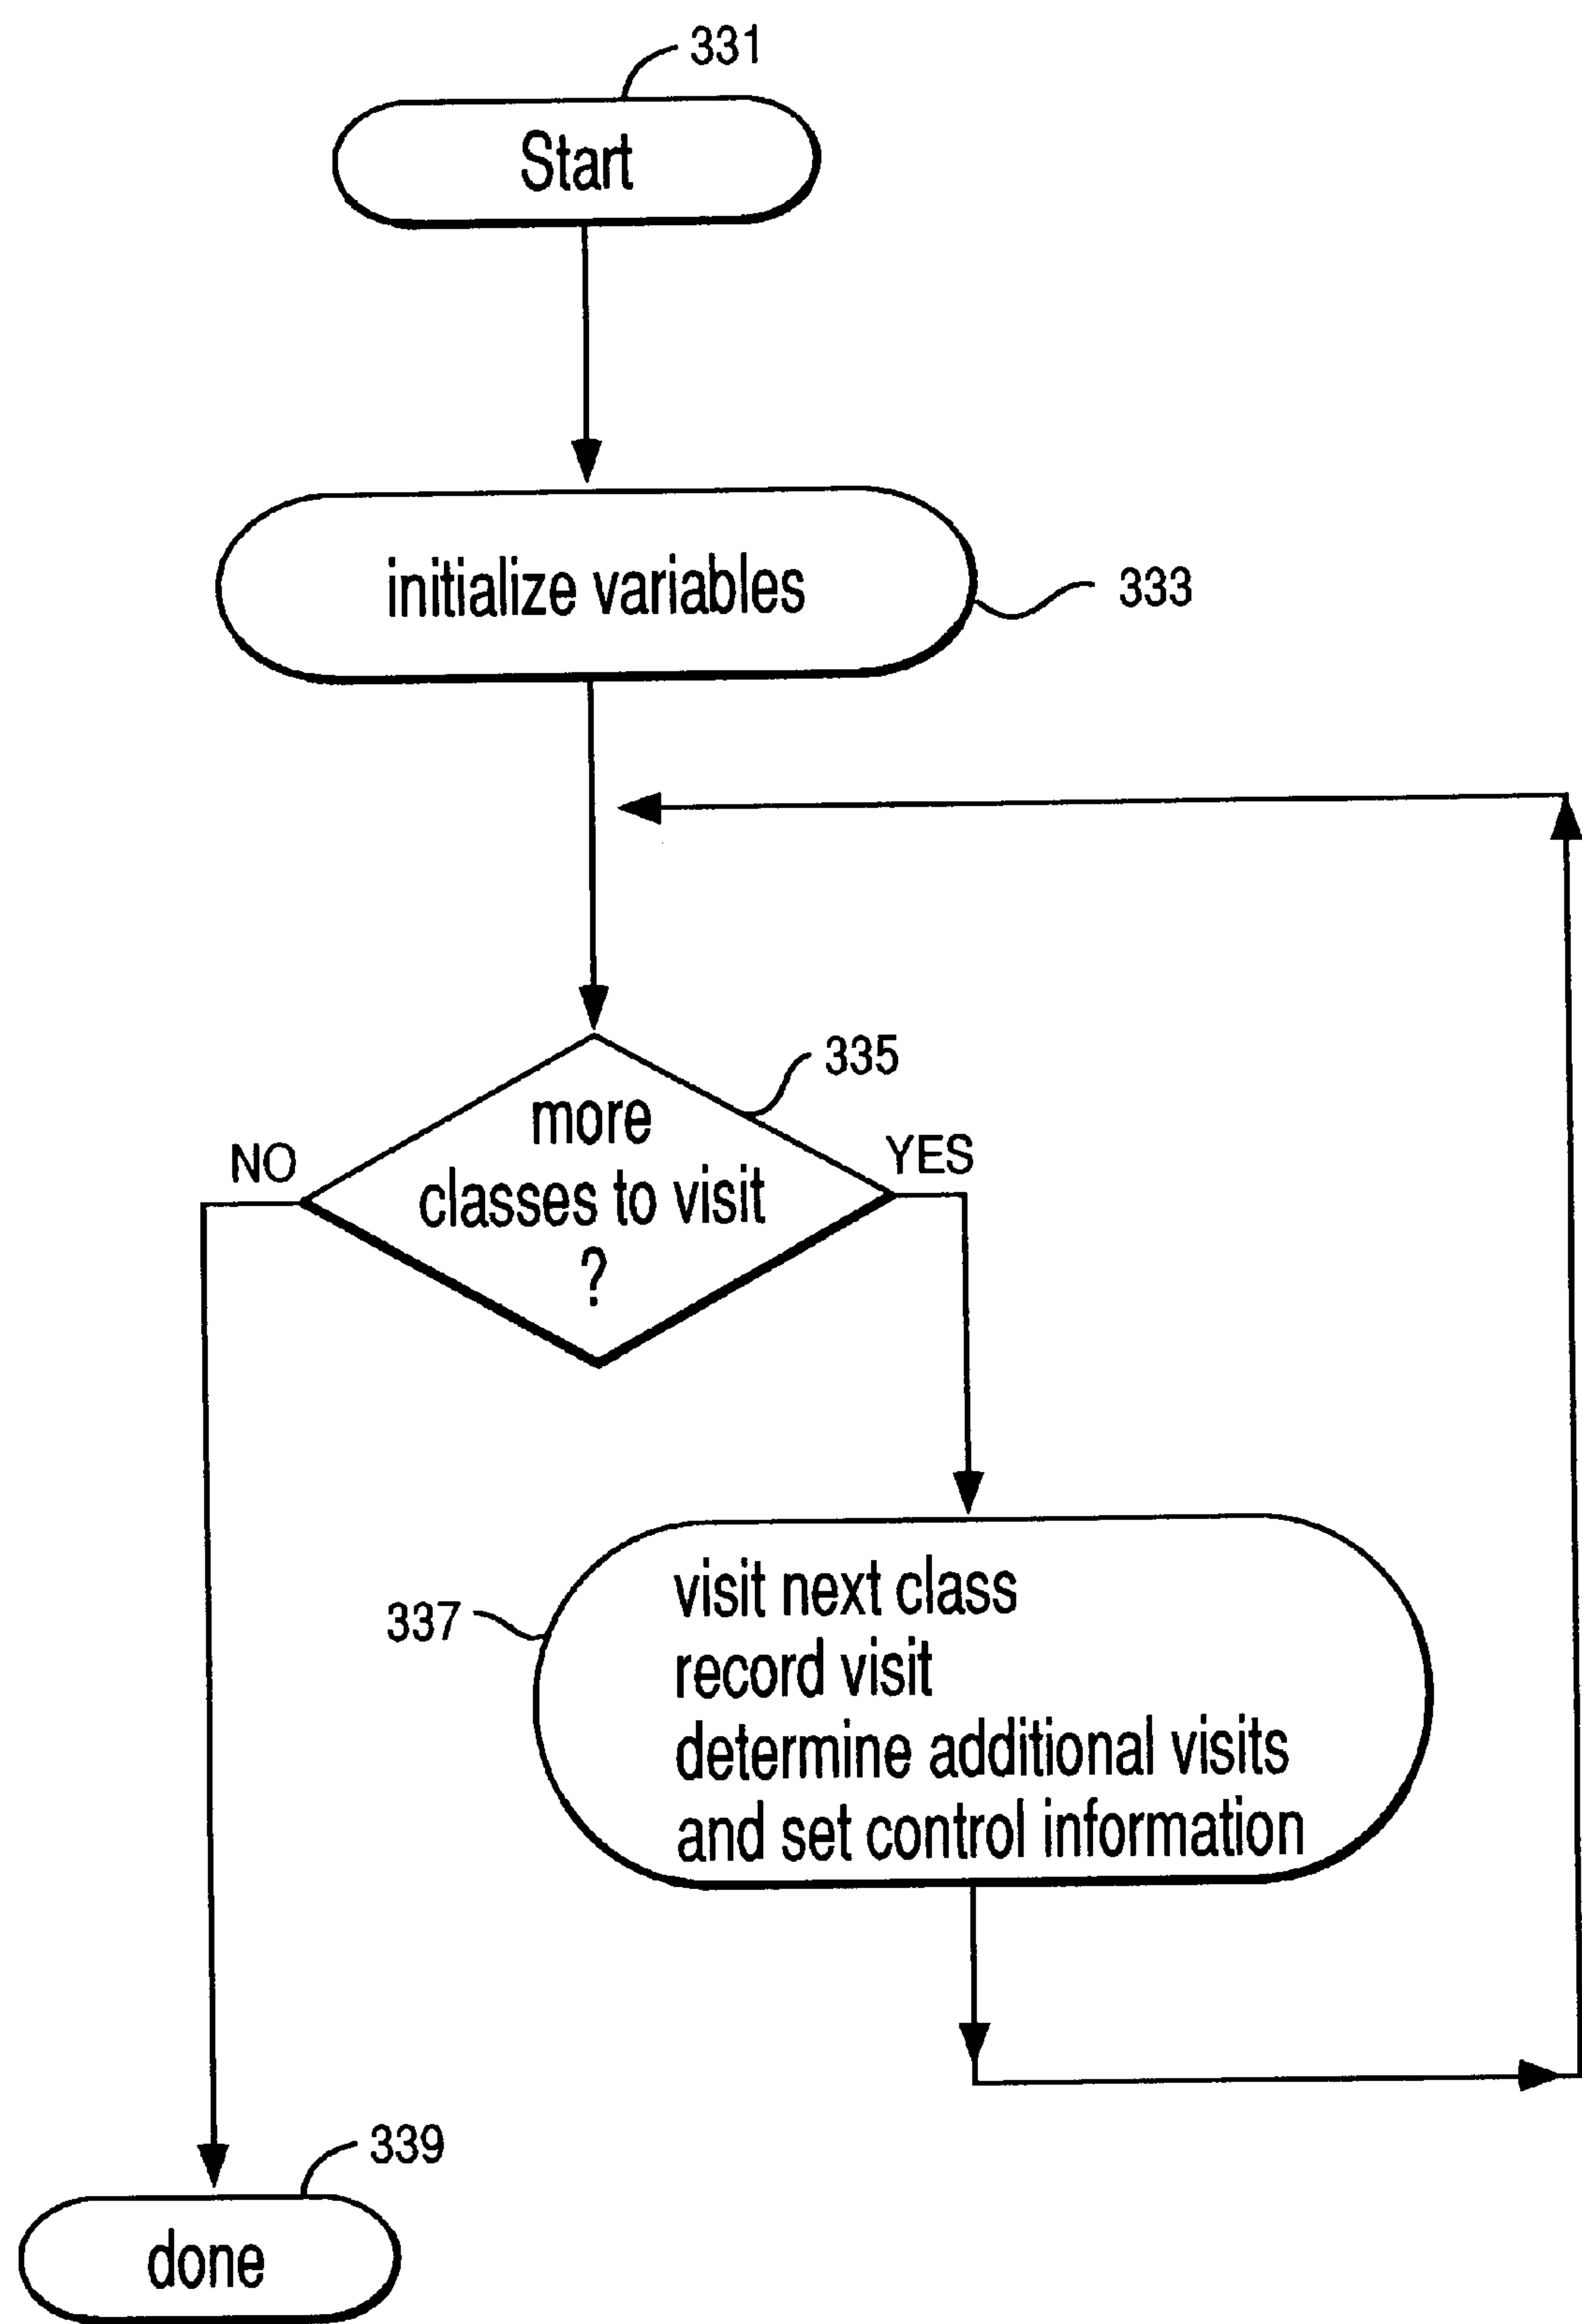 331
Start
initialize variables
333
335
more
classes to visit
?
NO
YES
337
visit next class
record visit
determine additional visits
and set control information
339
done